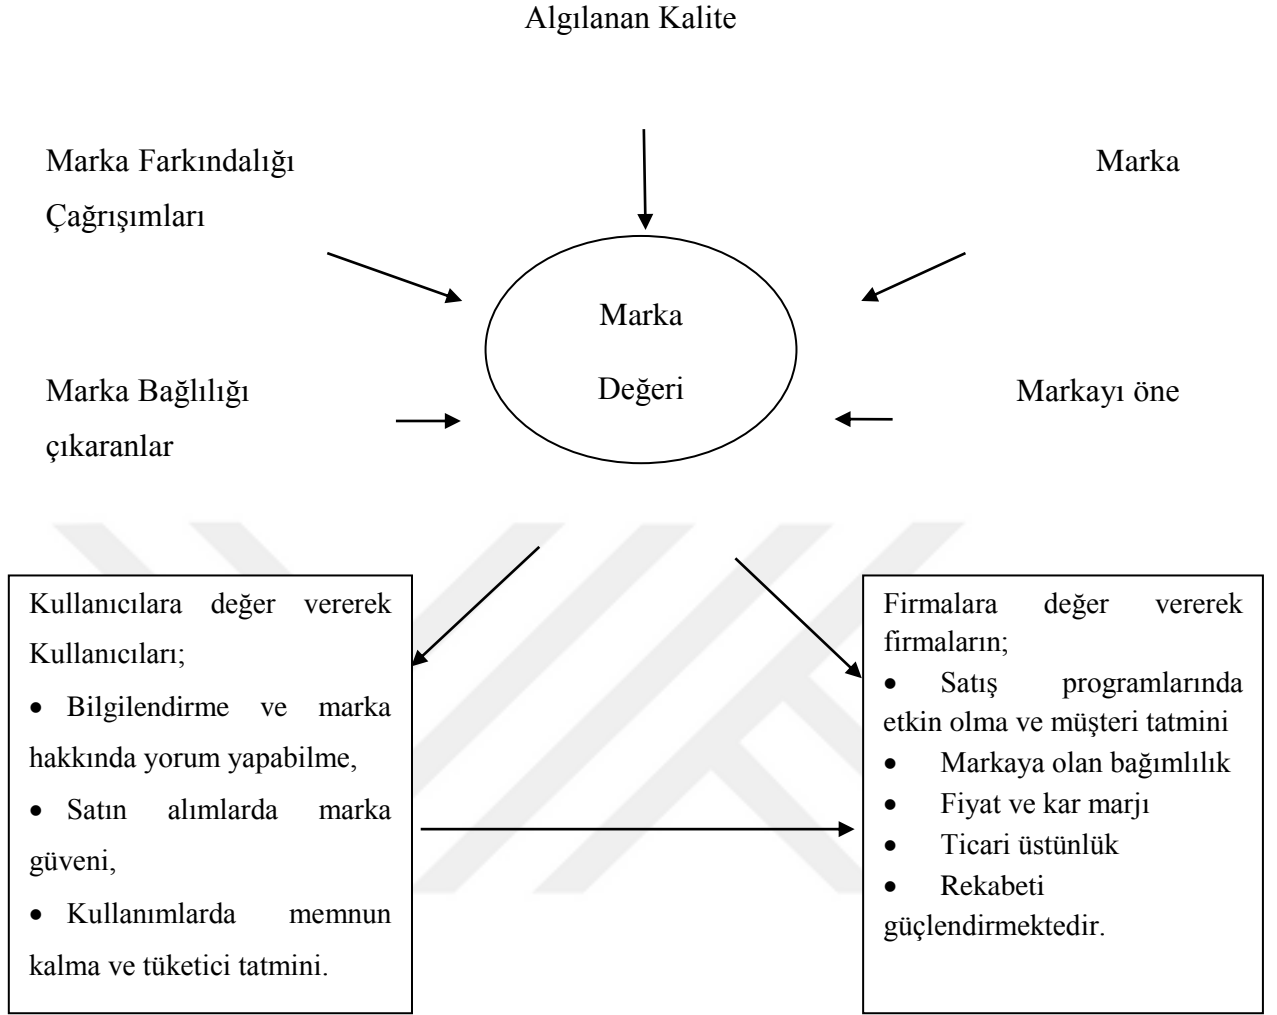 Algılanan Kalite
Marka Farkındalığı
Marka
Çağrışımları
Marka
Değeri
Marka Bağlılığı
Markayı öne
çıkaranlar
Kullanıcılara değer vererek
Kullanıcıları;
• Bilgilendirme ve marka
hakkında yorum yapabilme,
• Satın alımlarda marka
güveni,
• Kullanımlarda memnun
kalma ve tüketici tatmini.
Firmalara değer vererek
firmaların;
• Satış programlarında
etkin olma ve müşteri tatmini
• Markaya olan bağımlılık
• Fiyat ve kar marjı
• Ticari üstünlük
• Rekabeti
güçlendirmektedir.